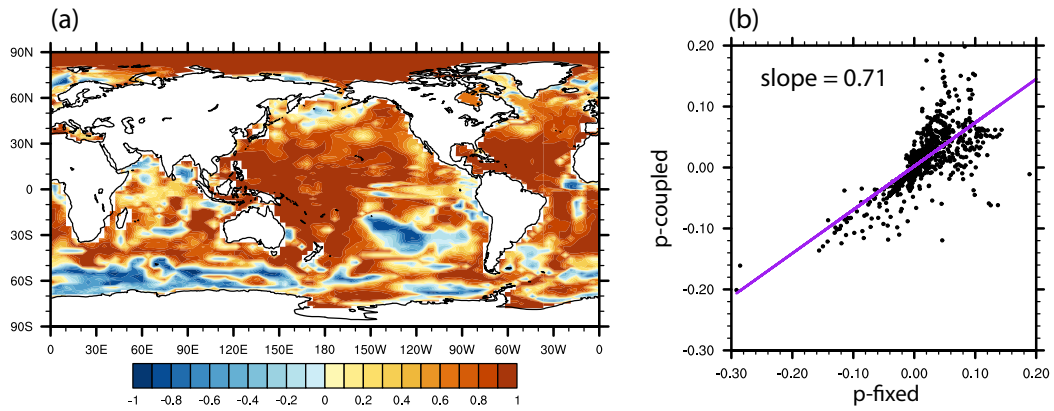 (a)
90N
60N
30N
0
30S
60S
90S
0 30E 60E 90E 120E 150E 180 150W 120W 90W 60W 30W 0
-1 -0.8 -0.6 -0.4 -0.2 0 0.2 0.4 0.6 0.8 1
(b)
slope = 0.71
p-coupled
0.20
0.10
0.00
-0.10
-0.20
-0.30
-0.30 -0.20 -0.10 0.00 0.10 0.20
p-fixed